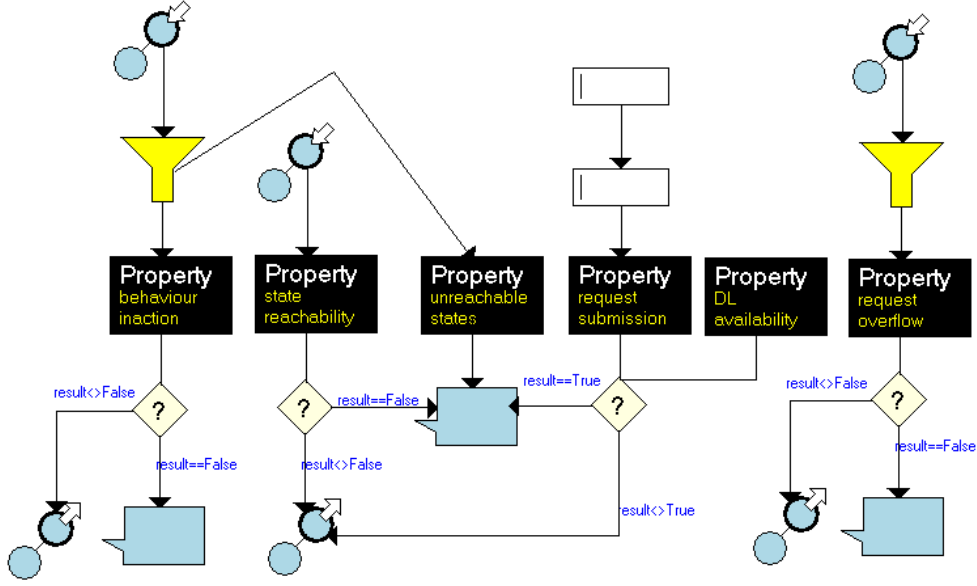 Property
behaviour
inaction
Property
state
reachability
Property
unreachable
states
Property
request
submission
Property
DL
availability
Property
request
overflow
result<>False
?
result==False
?
result==False
result<>False
result==True
?
result<>True
result<>False
?
result==False